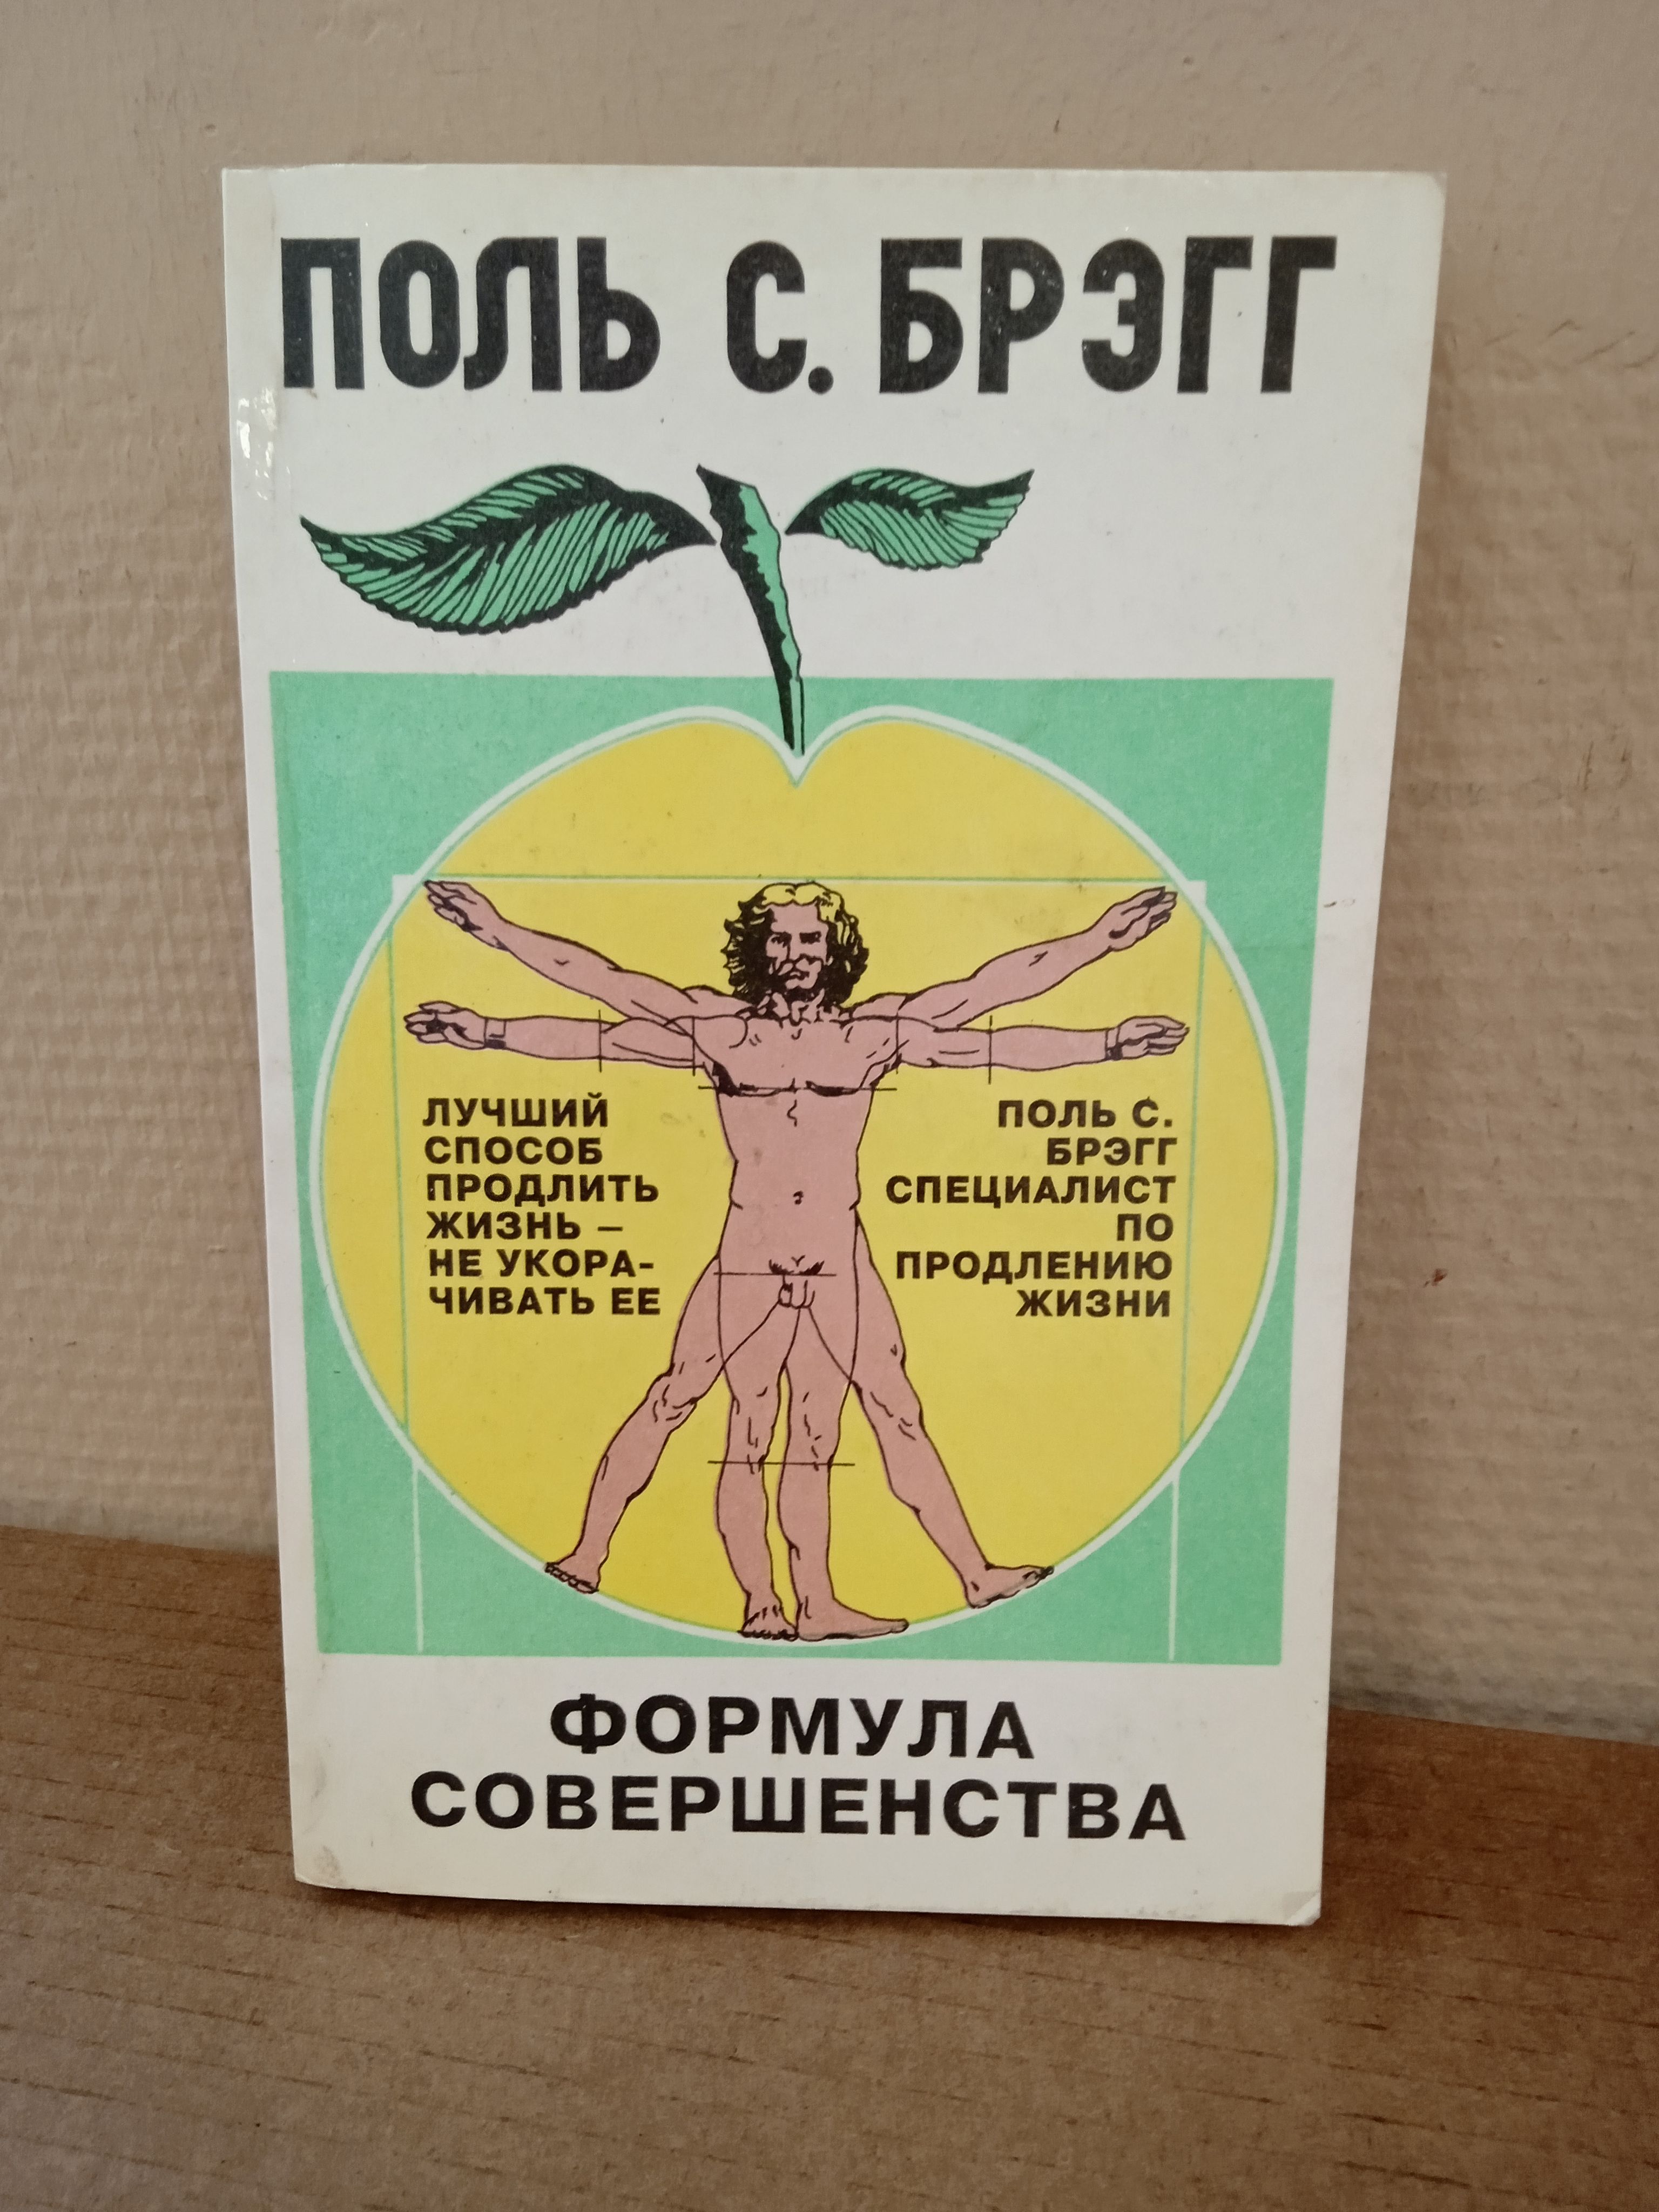 ПОЛЬ С. БРЭГГ
ЛУЧШИЙ
СПОСОБ
ПРОДЛИТЬ
ЖИЗНЬ –
НЕ УКОРА-
ЧИВАТЬ ЕЕ
ПОЛЬ С.
БРЭГГ
СПЕЦИАЛИСТ
ПО
ПРОДЛЕНИЮ
ЖИЗНИ
ФОРМУЛА
СОВЕРШЕНСТВА